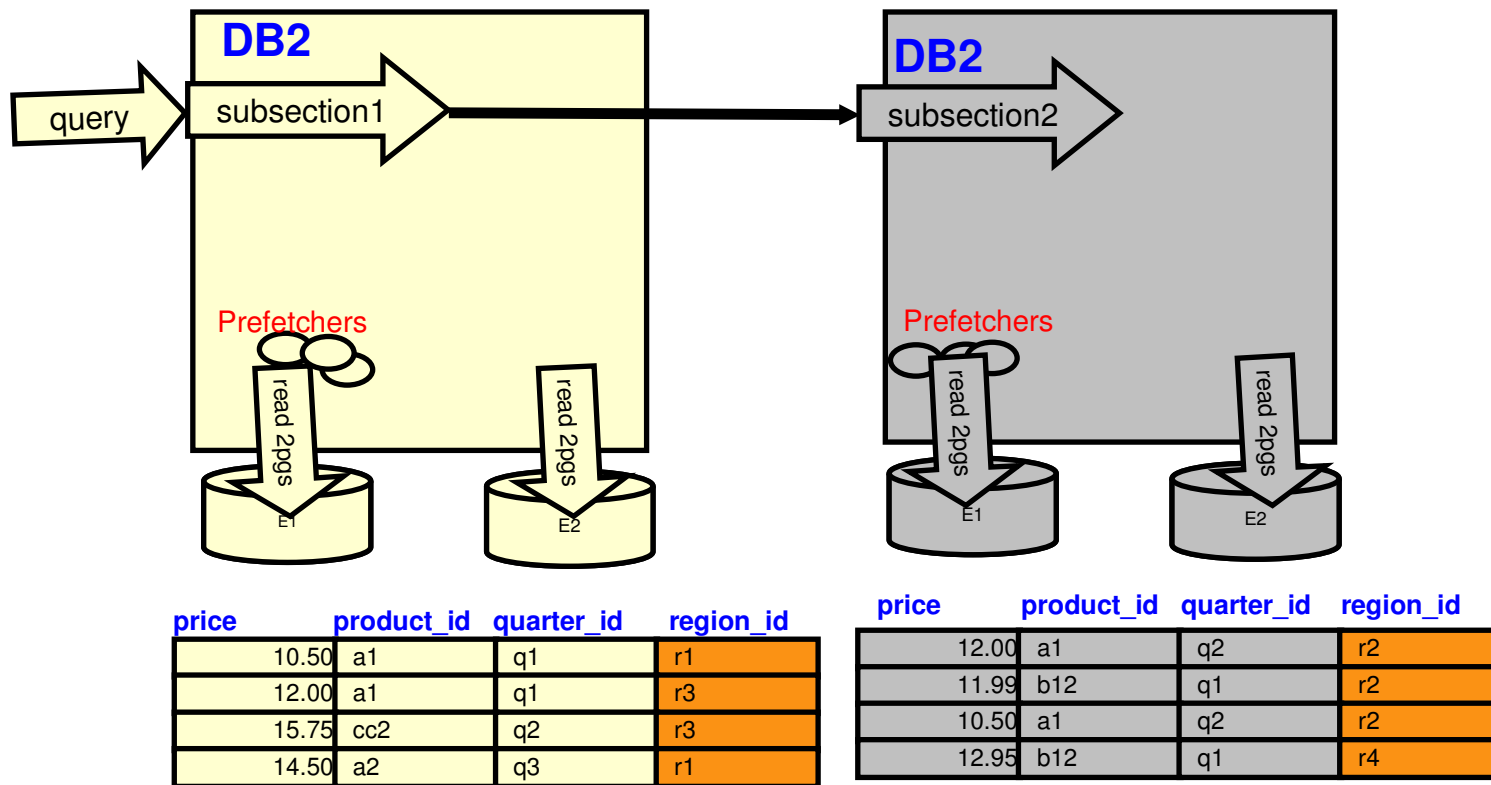 DB2
DB2
query
subsection1
subsection2
Prefetchers
Prefetchers
read 2pgs
read 2pgs
read 2pgs
read 2pgs
E1
E2
E1
E2
price product_id quarter_id region_id
10.50 a1 q1 r1
12.00 a1 q1 r3
15.75 cc2 q2 r3
14.50 a2 q3 r1
price product_id quarter_id region_id
12.00 a1 q2 r2
11.99 b12 q1 r2
10.50 a1 q2 r2
12.95 b12 q1 r4